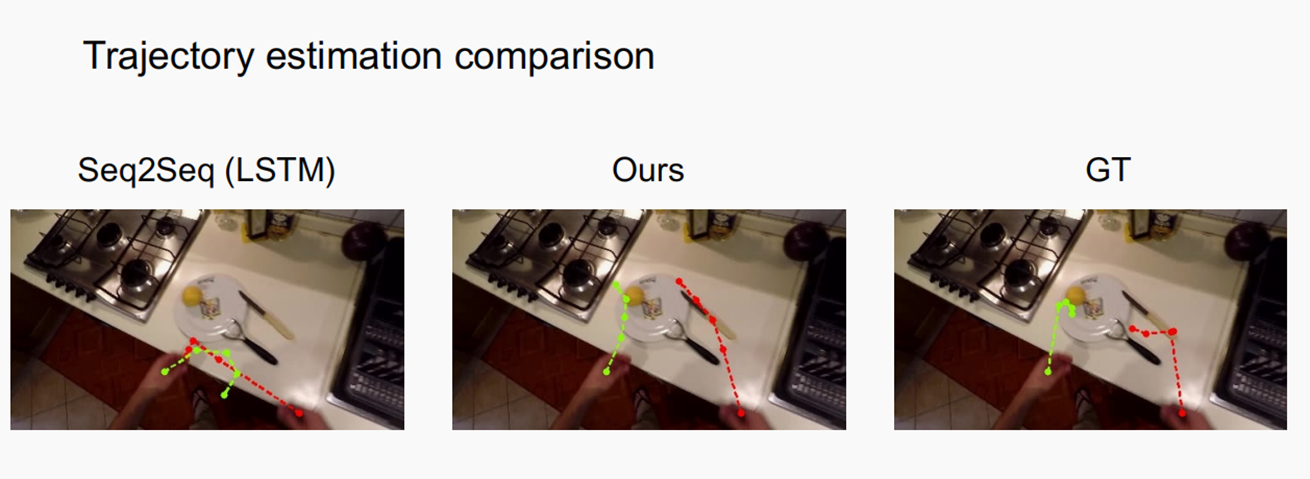 Trajectory estimation comparison
Seq2Seq (LSTM)
Ours
GT